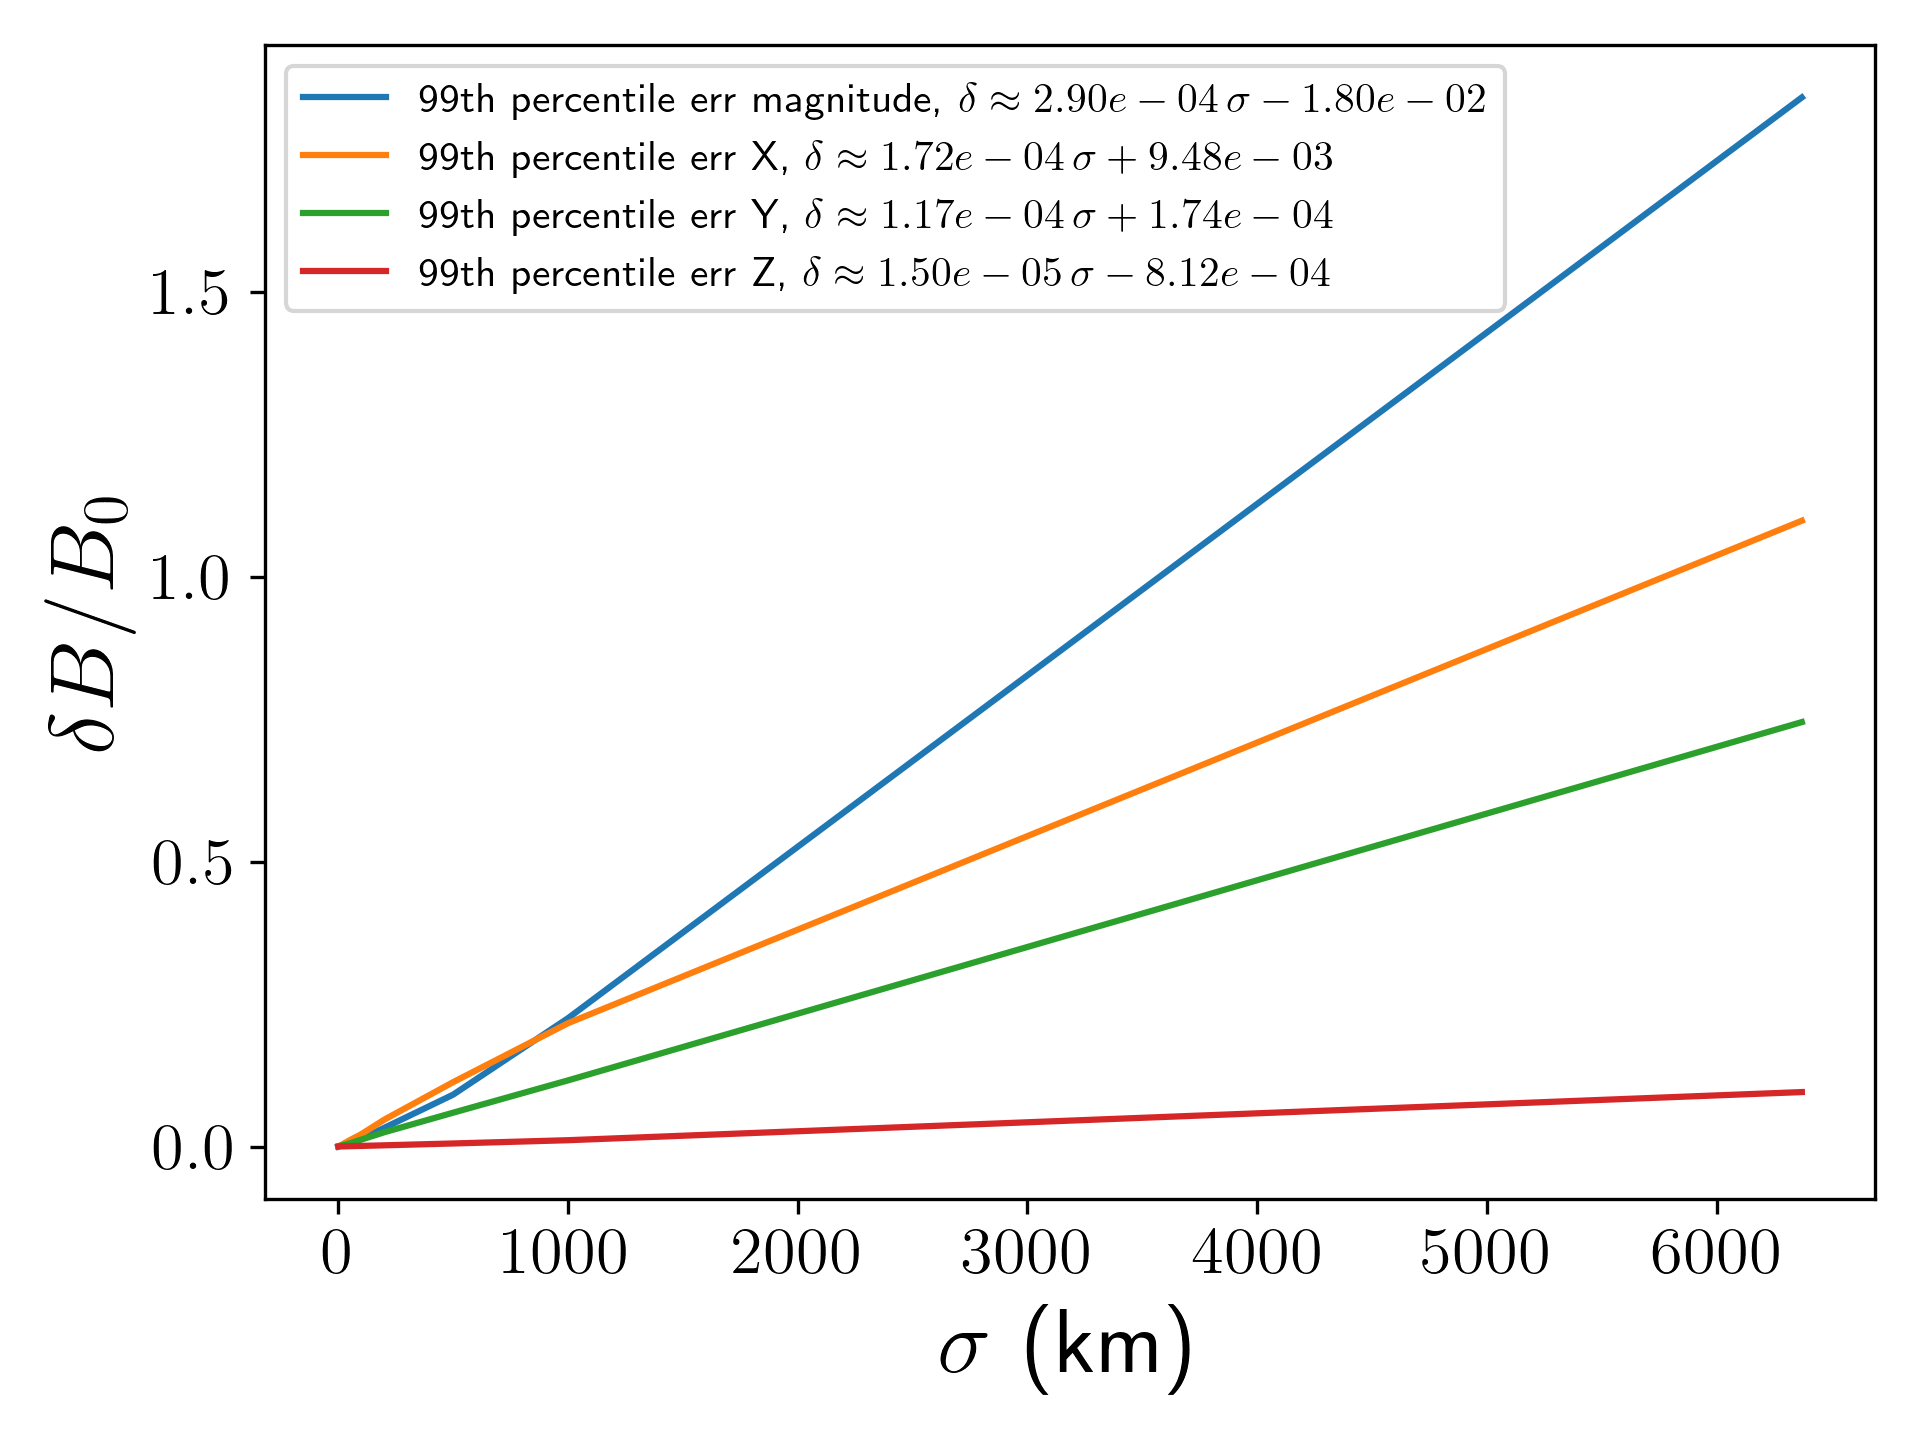 99th percentile err magnitude, δ ≈ 2.90e − 04 σ − 1.80e − 02
99th percentile err X, δ ≈ 1.72e − 04 σ + 9.48e − 03
99th percentile err Y, δ ≈ 1.17e − 04 σ + 1.74e − 04
99th percentile err Z, δ ≈ 1.50e − 05 σ − 8.12e − 04
1.5
1.0
0.5
0.0
δB/B₀
0 1000 2000 3000 4000 5000 6000
σ (km)